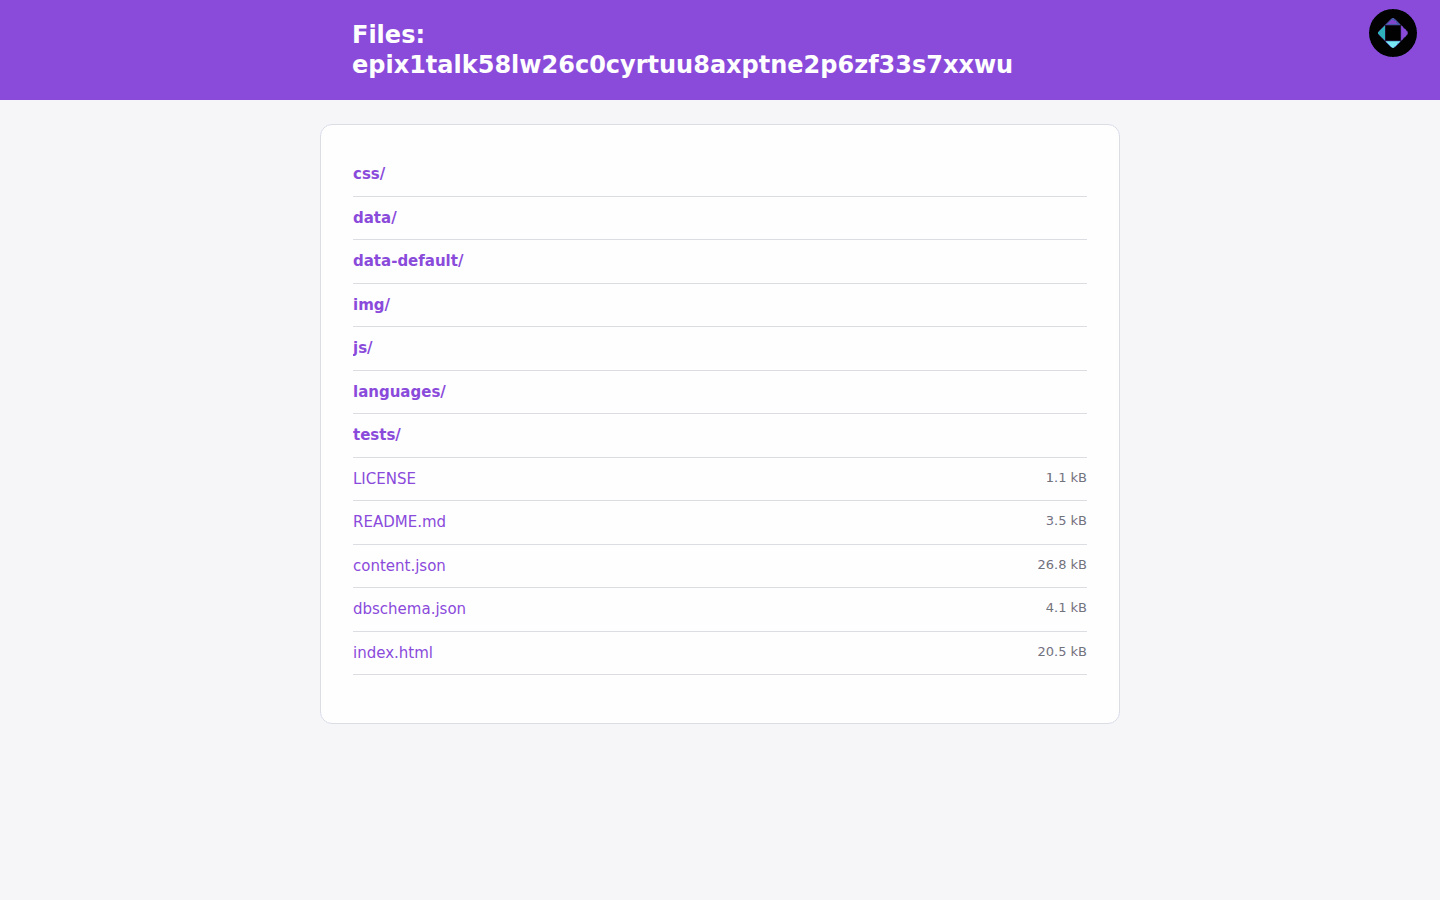 Files:
epix1talk58lw26c0cyrtuu8axptne2p6zf33s7xxwu
css/
data/
data-default/
img/
js/
languages/
tests/
LICENSE 1.1 kB
README.md 3.5 kB
content.json 26.8 kB
dbschema.json 4.1 kB
index.html 20.5 kB